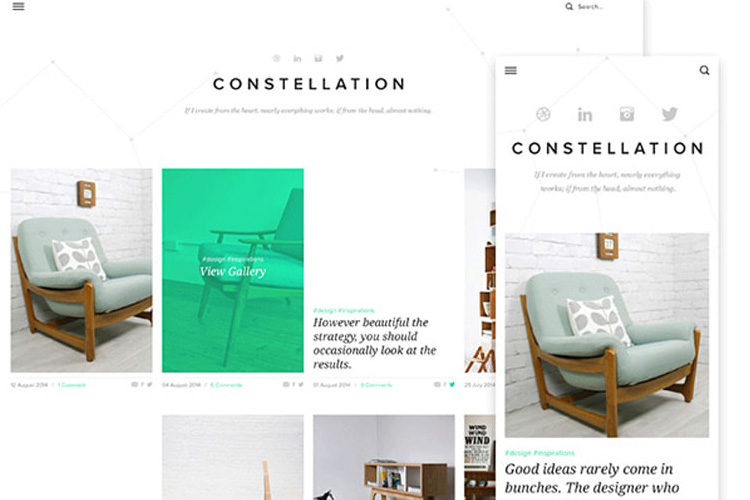 Search...
CONSTELLATION
If I create from the heart, nearly everything works; if from the head, almost nothing.
#design #inspirations
View Gallery
#design #inspirations
However beautiful the
strategy, you should
occasionally look at the
results.
12 August 2014 / 1 Comment
04 August 2014 / 8 Comments
01 August 2014 / 0 Comments
25 July 2014
WIND
WIND
WIND
CONSTELLATION
If I create from the heart, nearly everything
works; if from the head, almost nothing.
#design #inspirations
Good ideas rarely come in
bunches. The designer who